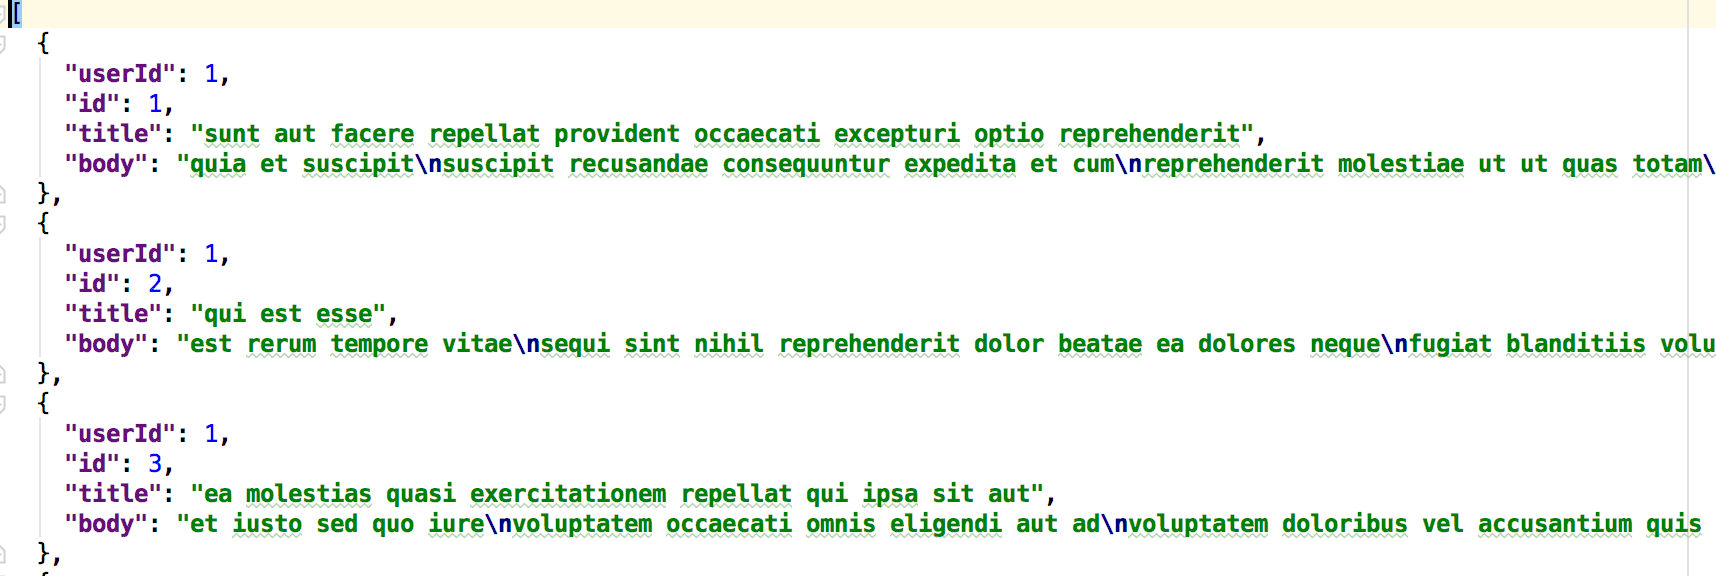 [
{
"userId": 1,
"id": 1,
"title": "sunt aut facere repellat provident occaecati excepturi optio reprehenderit",
"body": "quia et suscipit\nsuscipit recusandae consequuntur expedita et cum\nreprehenderit molestiae ut ut quas totam\
},
{
"userId": 1,
"id": 2,
"title": "qui est esse",
"body": "est rerum tempore vitae\nsequi sint nihil reprehenderit dolor beatae ea dolores neque\nfugiat blanditiis volu
},
{
"userId": 1,
"id": 3,
"title": "ea molestias quasi exercitationem repellat qui ipsa sit aut",
"body": "et iusto sed quo iure\nvoluptatem occaecati omnis eligendi aut ad\nvoluptatem doloribus vel accusantium quis
},